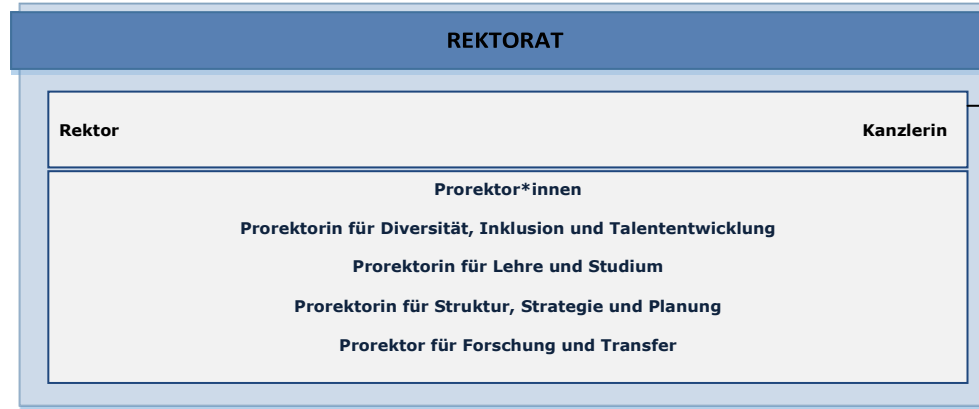 REKTORAT
Rektor Kanzlerin
Prorektor*innen
Prorektorin für Diversität, Inklusion und Talententwicklung
Prorektorin für Lehre und Studium
Prorektorin für Struktur, Strategie und Planung
Prorektor für Forschung und Transfer